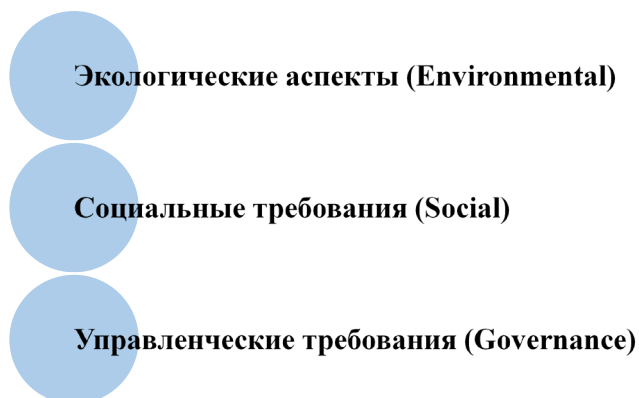 Экологические аспекты (Environmental)
Социальные требования (Social)
Управленческие требования (Governance)